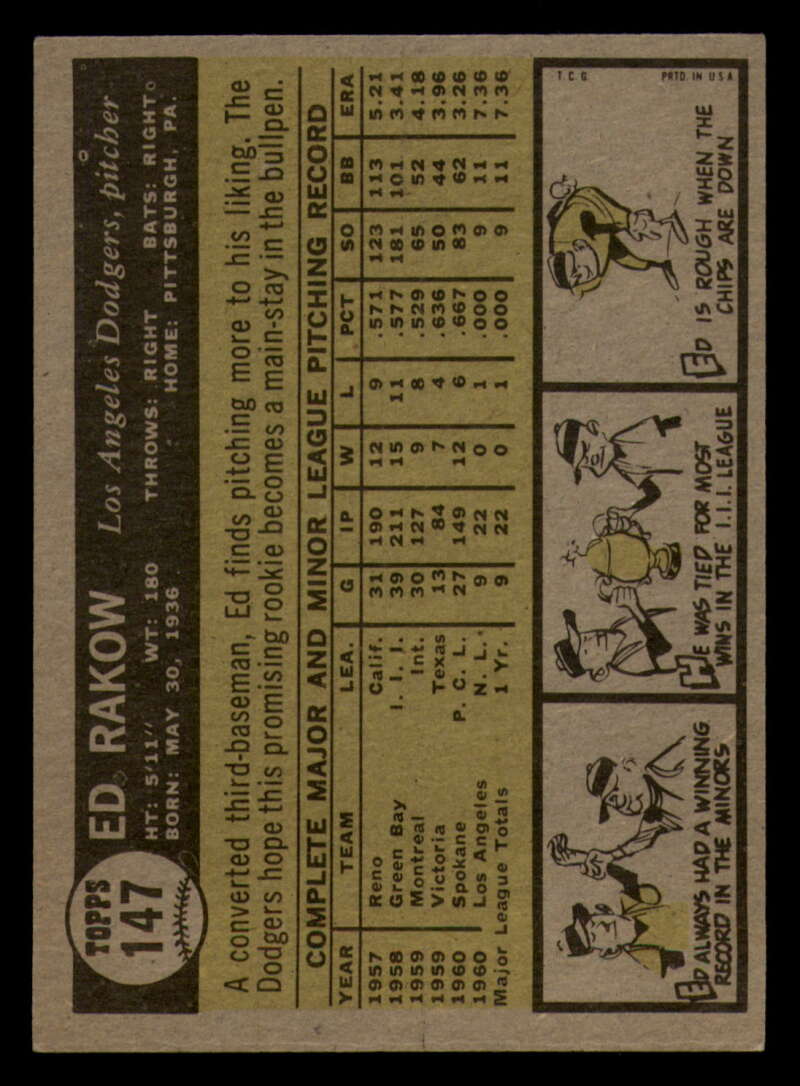 TOPPS
147
ED RAKOW Los Angeles Dodgers, pitcher
HT: 5'11" WT: 180 THROWS: RIGHT BATS: RIGHT
BORN: MAY 30, 1936 HOME: PITTSBURGH, PA.
A converted third-baseman, Ed finds pitching more to his liking. The
Dodgers hope this promising rookie becomes a main-stay in the bullpen.
COMPLETE MAJOR AND MINOR LEAGUE PITCHING RECORD
YEAR TEAM LEA. G IP W L PCT SO BB ERA
1957 Reno Calif. 31 190 12 9 .571 123 113 5.21
1958 Green Bay I. I. I. 39 211 15 11 .577 181 101 3.41
1959 Montreal Int. 30 127 9 8 .529 65 52 4.18
1959 Victoria Texas 13 84 7 4 .636 50 44 3.96
1960 Spokane P. C. L. 27 149 12 6 .667 83 62 3.26
1960 Los Angeles N. L. 9 22 0 1 .000 9 11 7.36
Major League Totals 1 Yr. 9 22 0 1 .000 9 11 7.36
ED ALWAYS HAD A WINNING
RECORD IN THE MINORS
HE WAS TIED FOR MOST
WINS IN THE I.I.I. LEAGUE
T.C.G. PRTD. IN USA
ED IS ROUGH WHEN THE
CHIPS ARE DOWN